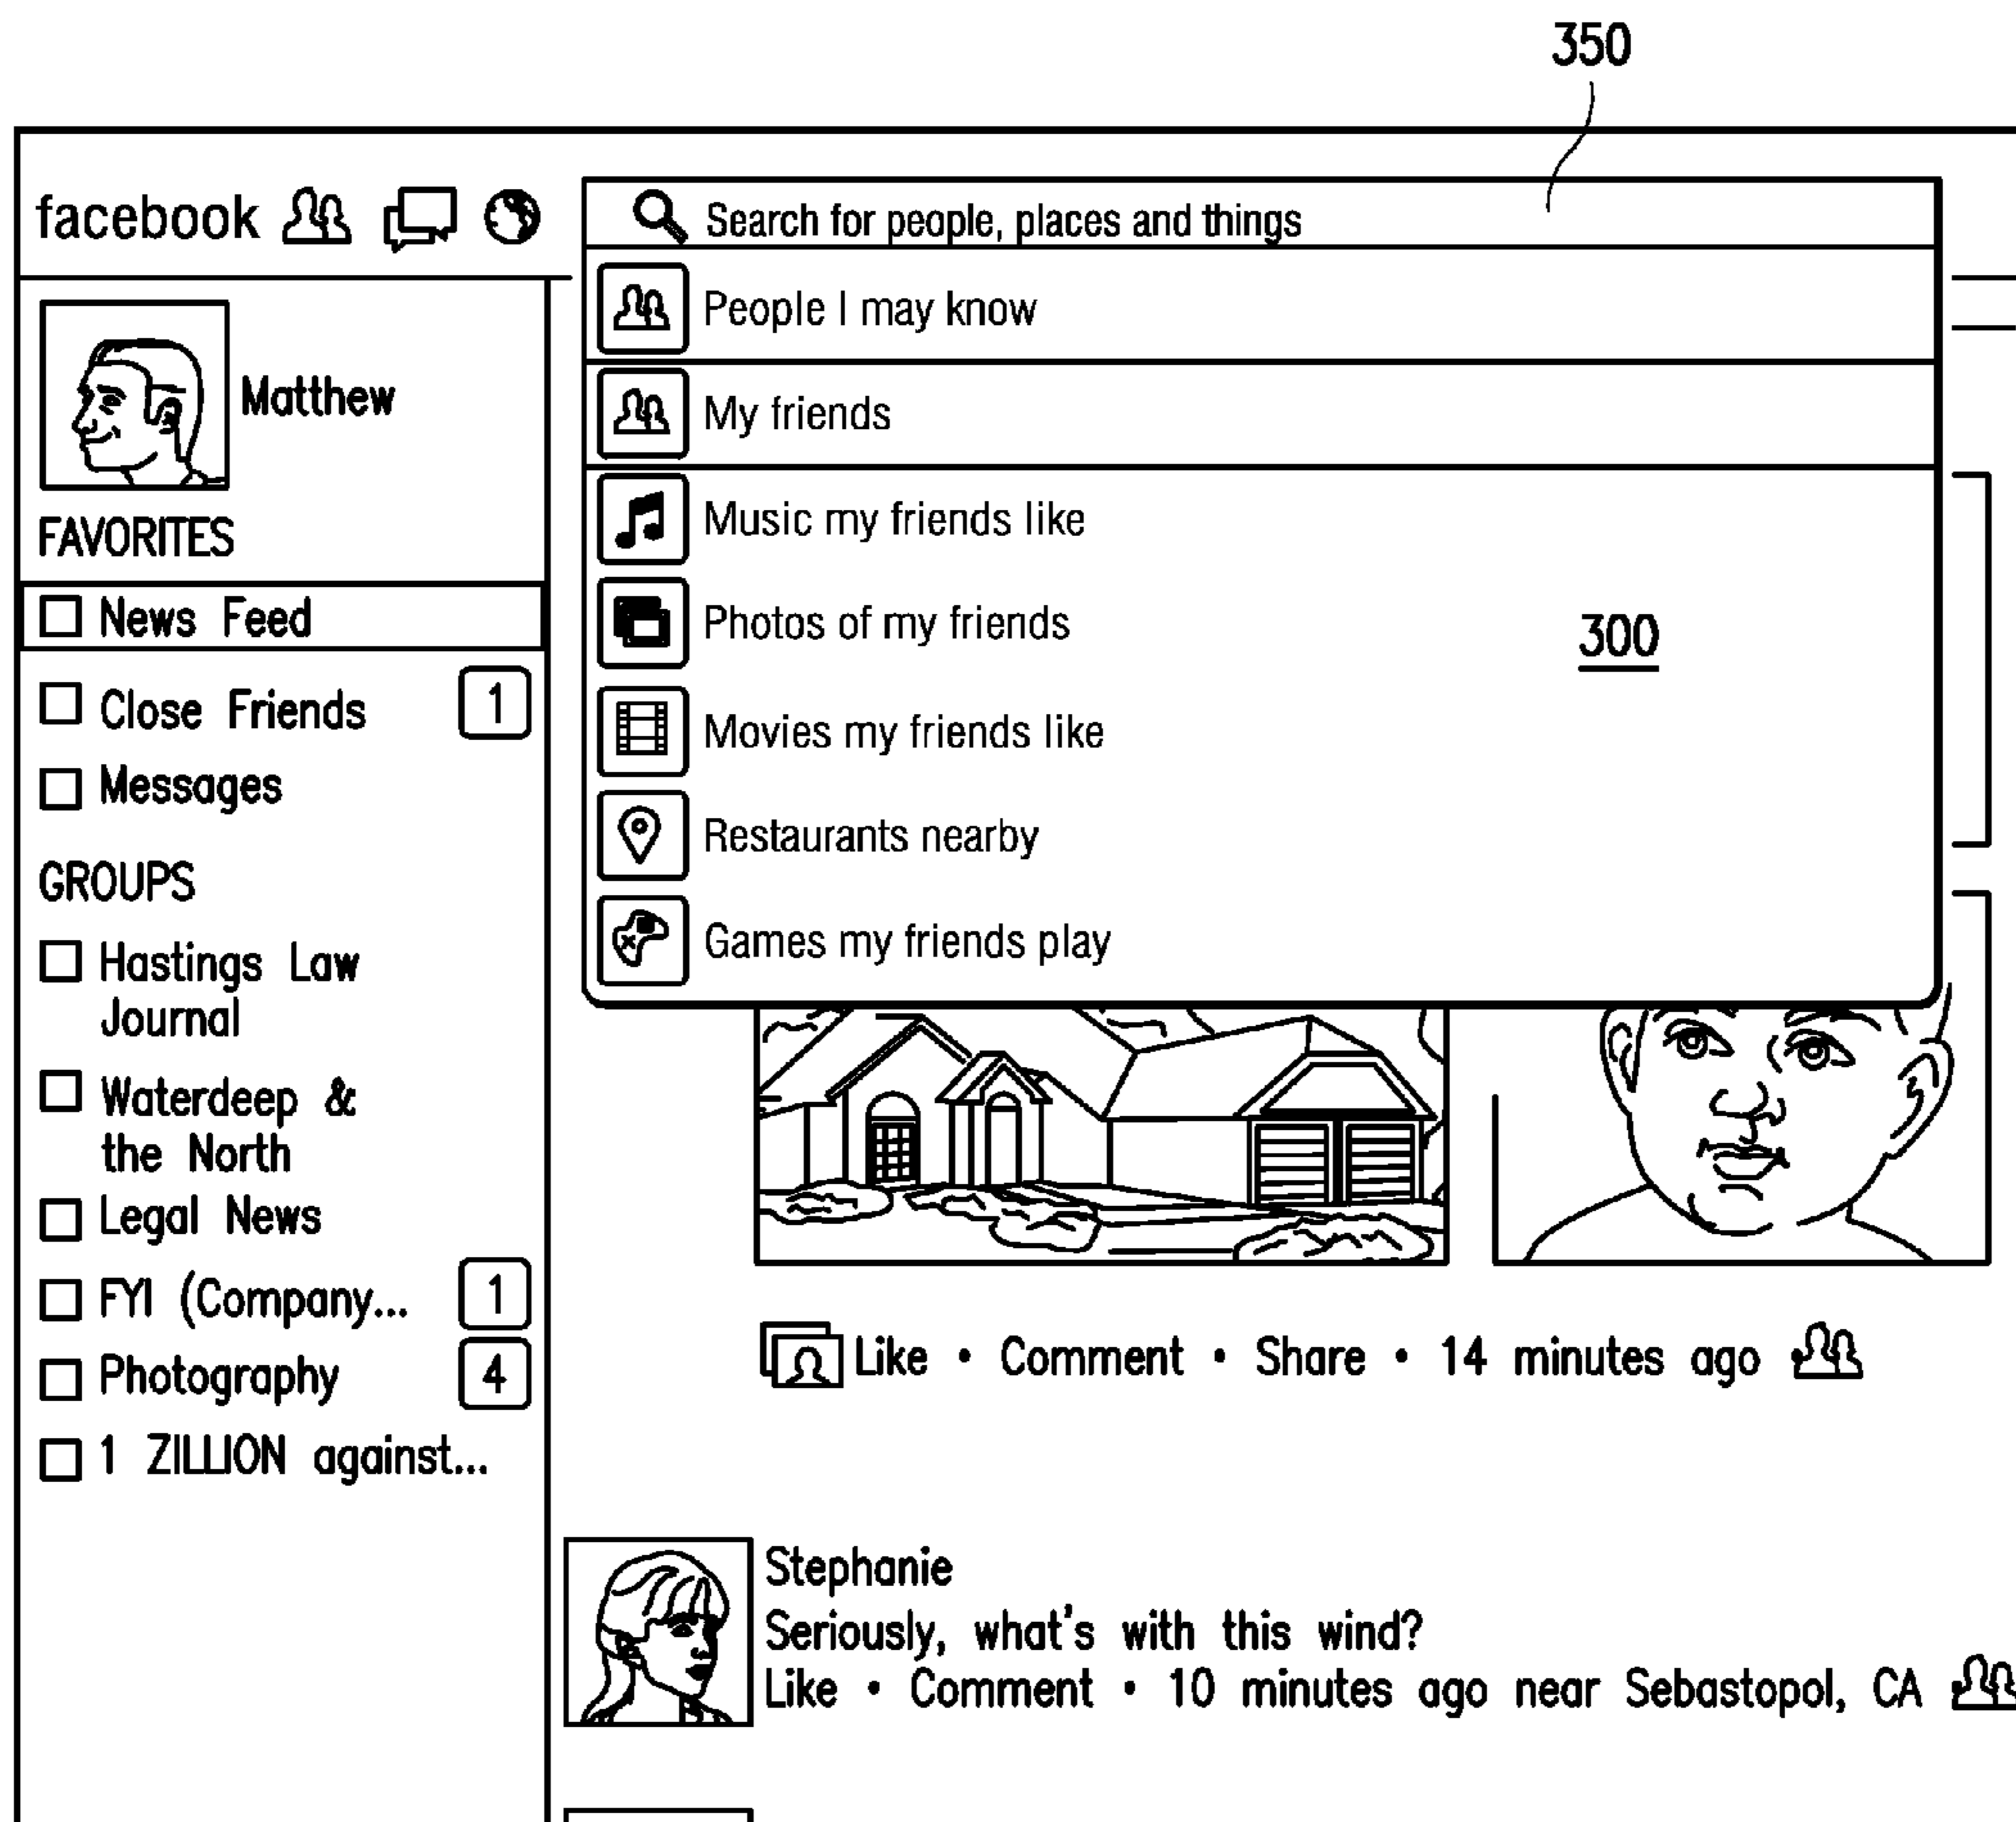 350
facebook
Search for people, places and things
People I may know
My friends
Music my friends like
Photos of my friends
300
Movies my friends like
Restaurants nearby
Games my friends play
Matthew
FAVORITES
News Feed
Close Friends 1
Messages
GROUPS
Hastings Law
Journal
Waterdeep &
the North
Legal News
FYI (Company... 1
Photography 4
1 ZILLION against...
Like • Comment • Share • 14 minutes ago
Stephanie
Seriously, what's with this wind?
Like • Comment • 10 minutes ago near Sebastopol, CA